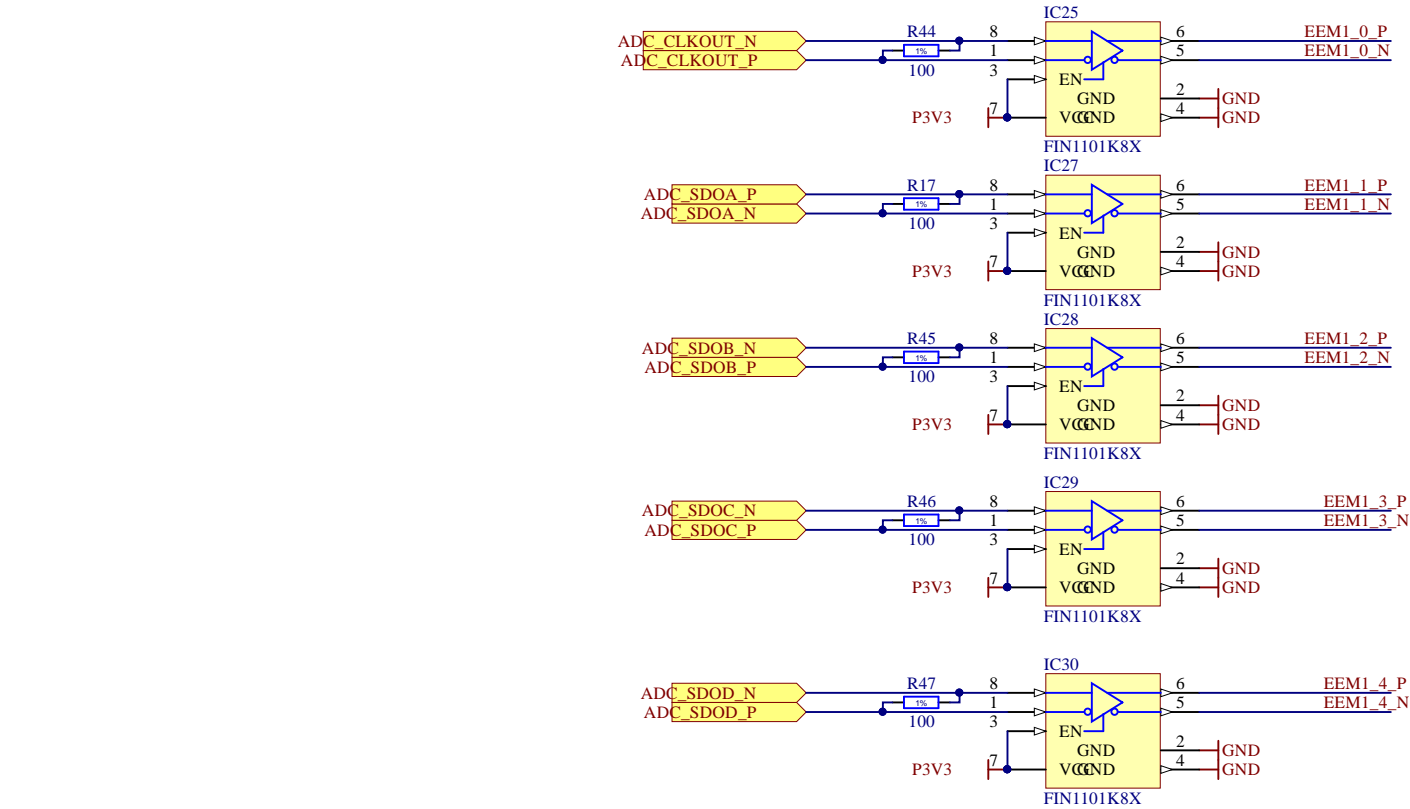 IC25
ADC_CLKOUT_N R44 8 6 EEM1_0_P
1% 1 5 EEM1_0_N
ADC_CLKOUT_P 100 3
EN
GND 2 GND
P3V3 7 VCC GND 4 GND
FIN1101K8X
IC27
ADC_SDOA_P R17 8 6 EEM1_1_P
1% 1 5 EEM1_1_N
ADC_SDOA_N 100 3
EN
GND 2 GND
P3V3 7 VCC GND 4 GND
FIN1101K8X
IC28
ADC_SDOB_N R45 8 6 EEM1_2_P
1% 1 5 EEM1_2_N
ADC_SDOB_P 100 3
EN
GND 2 GND
P3V3 7 VCC GND 4 GND
FIN1101K8X
IC29
ADC_SDOC_N R46 8 6 EEM1_3_P
1% 1 5 EEM1_3_N
ADC_SDOC_P 100 3
EN
GND 2 GND
P3V3 7 VCC GND 4 GND
FIN1101K8X
IC30
ADC_SDOD_N R47 8 6 EEM1_4_P
1% 1 5 EEM1_4_N
ADC_SDOD_P 100 3
EN
GND 2 GND
P3V3 7 VCC GND 4 GND
FIN1101K8X